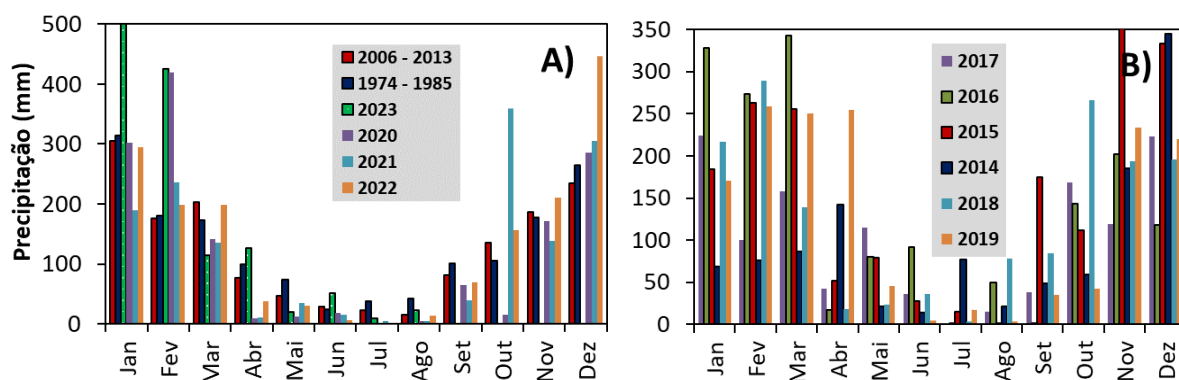 Precipitação (mm)
500
400
300
200
100
0
A)
2006 - 2013
1974 - 1985
2023
2020
2021
2022
Jan
Fev
Mar
Abr
Mai
Jun
Jul
Ago
Set
Out
Nov
Dez
350
300
250
200
150
100
50
0
B)
2017
2016
2015
2014
2018
2019
Jan
Fev
Mar
Abr
Mai
Jun
Jul
Ago
Set
Out
Nov
Dez